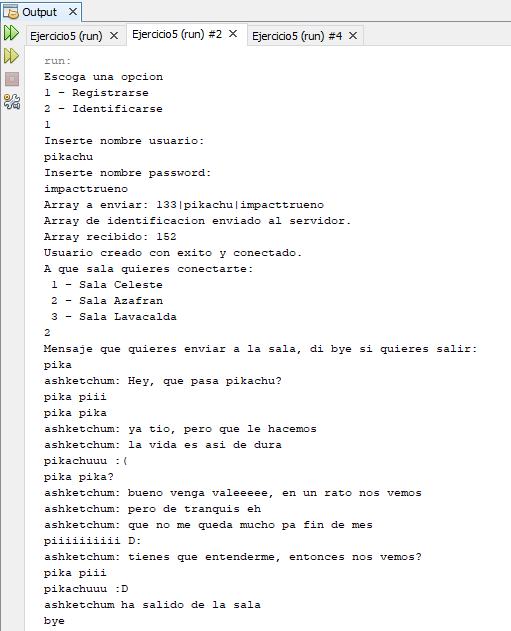 Output
Ejercicio5 (run)
Ejercicio5 (run) #2
Ejercicio5 (run) #4
run:
Escoga una opcion
1 - Registrarse
2 - Identificarse
1
Inserte nombre usuario:
pikachu
Inserte nombre password:
impacttrueno
Array a enviar: 133|pikachu|impacttrueno
Array de identificacion enviado al servidor.
Array recibido: 152
Usuario creado con exito y conectado.
A que sala quieres conectarte:
1 - Sala Celeste
2 - Sala Azafran
3 - Sala Lavacalda
2
Mensaje que quieres enviar a la sala, di bye si quieres salir:
pika
ashketchum: Hey, que pasa pikachu?
pika piii
pika pika
ashketchum: ya tio, pero que le hacemos
ashketchum: la vida es asi de dura
pikachuuu :(
pika pika?
ashketchum: bueno venga valeeeee, en un rato nos vemos
ashketchum: pero de tranquis eh
ashketchum: que no me queda mucho pa fin de mes
piiiiiiiiii D:
ashketchum: tienes que entenderme, entonces nos vemos?
pika piii
pikachuuu :D
ashketchum ha salido de la sala
bye